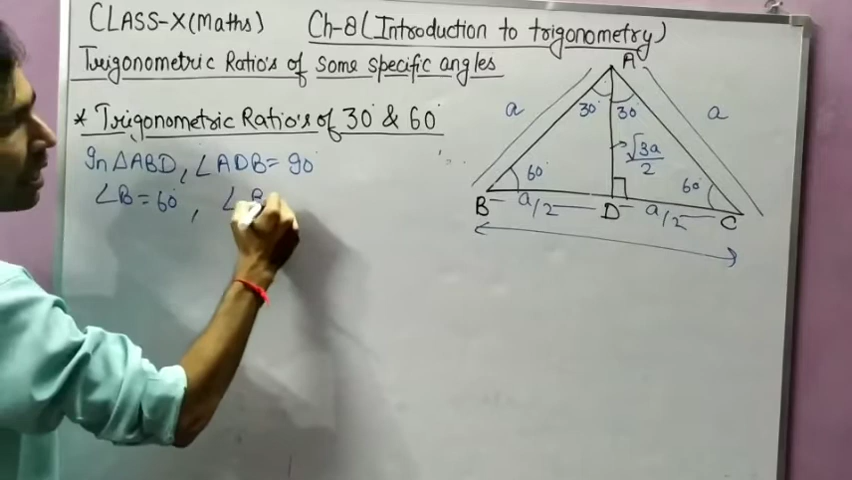 CLASS-X(Maths) Ch-8(Introduction to trigonometry)
Trigonometric Ratio's of some specific angles
* Trigonometric Ratio's of 30° & 60°
In △ABD, ∠ADB = 90°
∠B = 60°, ∠B
A
30° 30°
a a
√3a/2
60° 60°
B a/2 D a/2 C